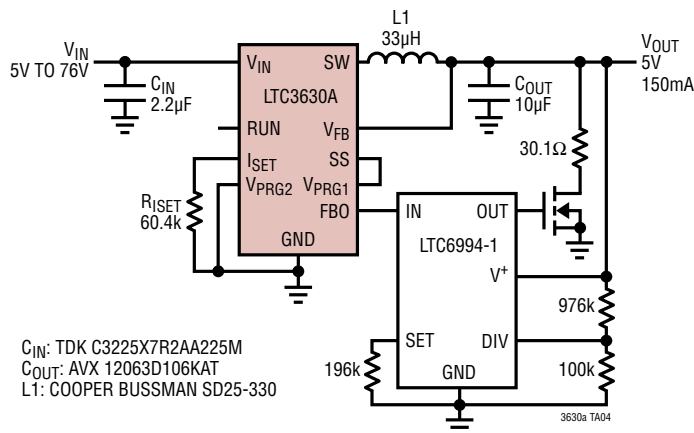 L1
33µH
VIN
5V TO 76V
VOUT
5V
150mA
CIN
2.2µF
VIN
SW
LTC3630A
COUT
10µF
RUN
VFB
30.1Ω
ISET
SS
VPRG2
VPRG1
RISET
60.4k
FBO
GND
IN
OUT
LTC6994-1
V+
976k
SET
DIV
196k
GND
100k
CIN: TDK C3225X7R2AA225M
COUT: AVX 12063D106KAT
L1: COOPER BUSSMAN SD25-330
3630a TA04